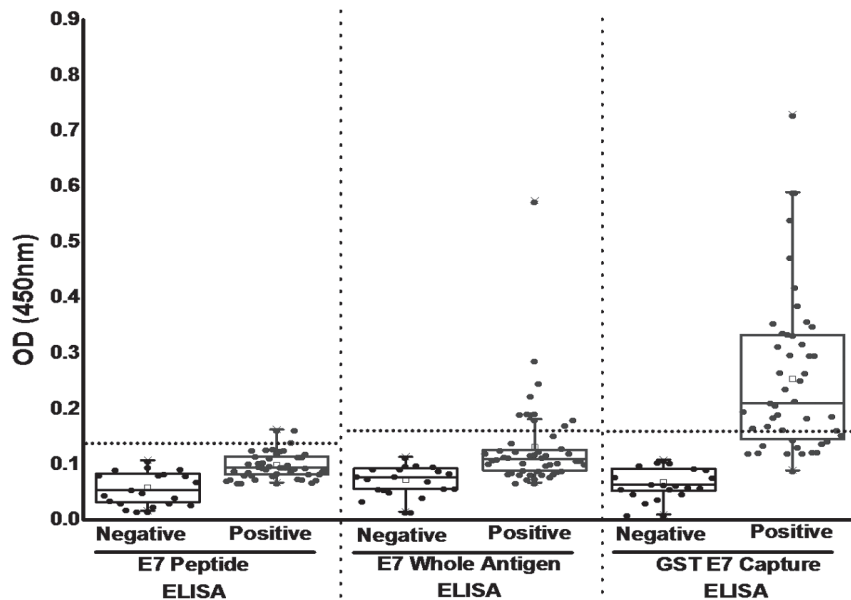 0.9
0.8
0.7
0.6
0.5
0.4
0.3
0.2
0.1
0.0
OD (450nm)
Negative Positive Negative Positive Negative Positive
E7 Peptide E7 Whole Antigen GST E7 Capture
ELISA ELISA ELISA